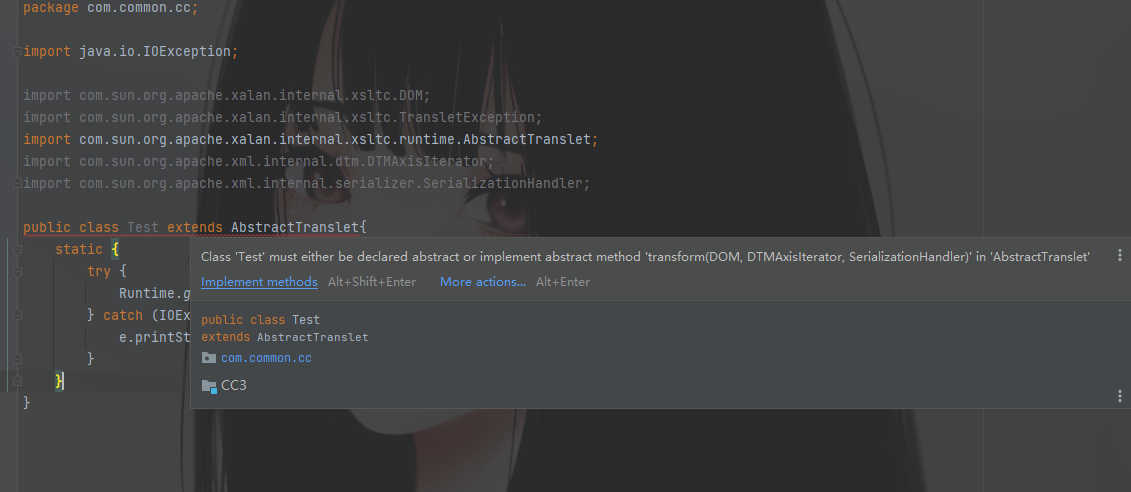 package com.common.cc;
import java.io.IOException;
import com.sun.org.apache.xalan.internal.xsltc.DOM;
import com.sun.org.apache.xalan.internal.xsltc.TransletException;
import com.sun.org.apache.xalan.internal.xsltc.runtime.AbstractTranslet;
import com.sun.org.apache.xml.internal.dtm.DTMAxisIterator;
import com.sun.org.apache.xml.internal.serializer.SerializationHandler;
public class Test extends AbstractTranslet{
static {
try {
Runtime.g
} catch (IOEx
e.printSt
}
}
}
Class 'Test' must either be declared abstract or implement abstract method 'transform(DOM, DTMAxisIterator, SerializationHandler)' in 'AbstractTranslet'
Implement methods Alt+Shift+Enter More actions... Alt+Enter
public class Test
extends AbstractTranslet
com.common.cc
CC3